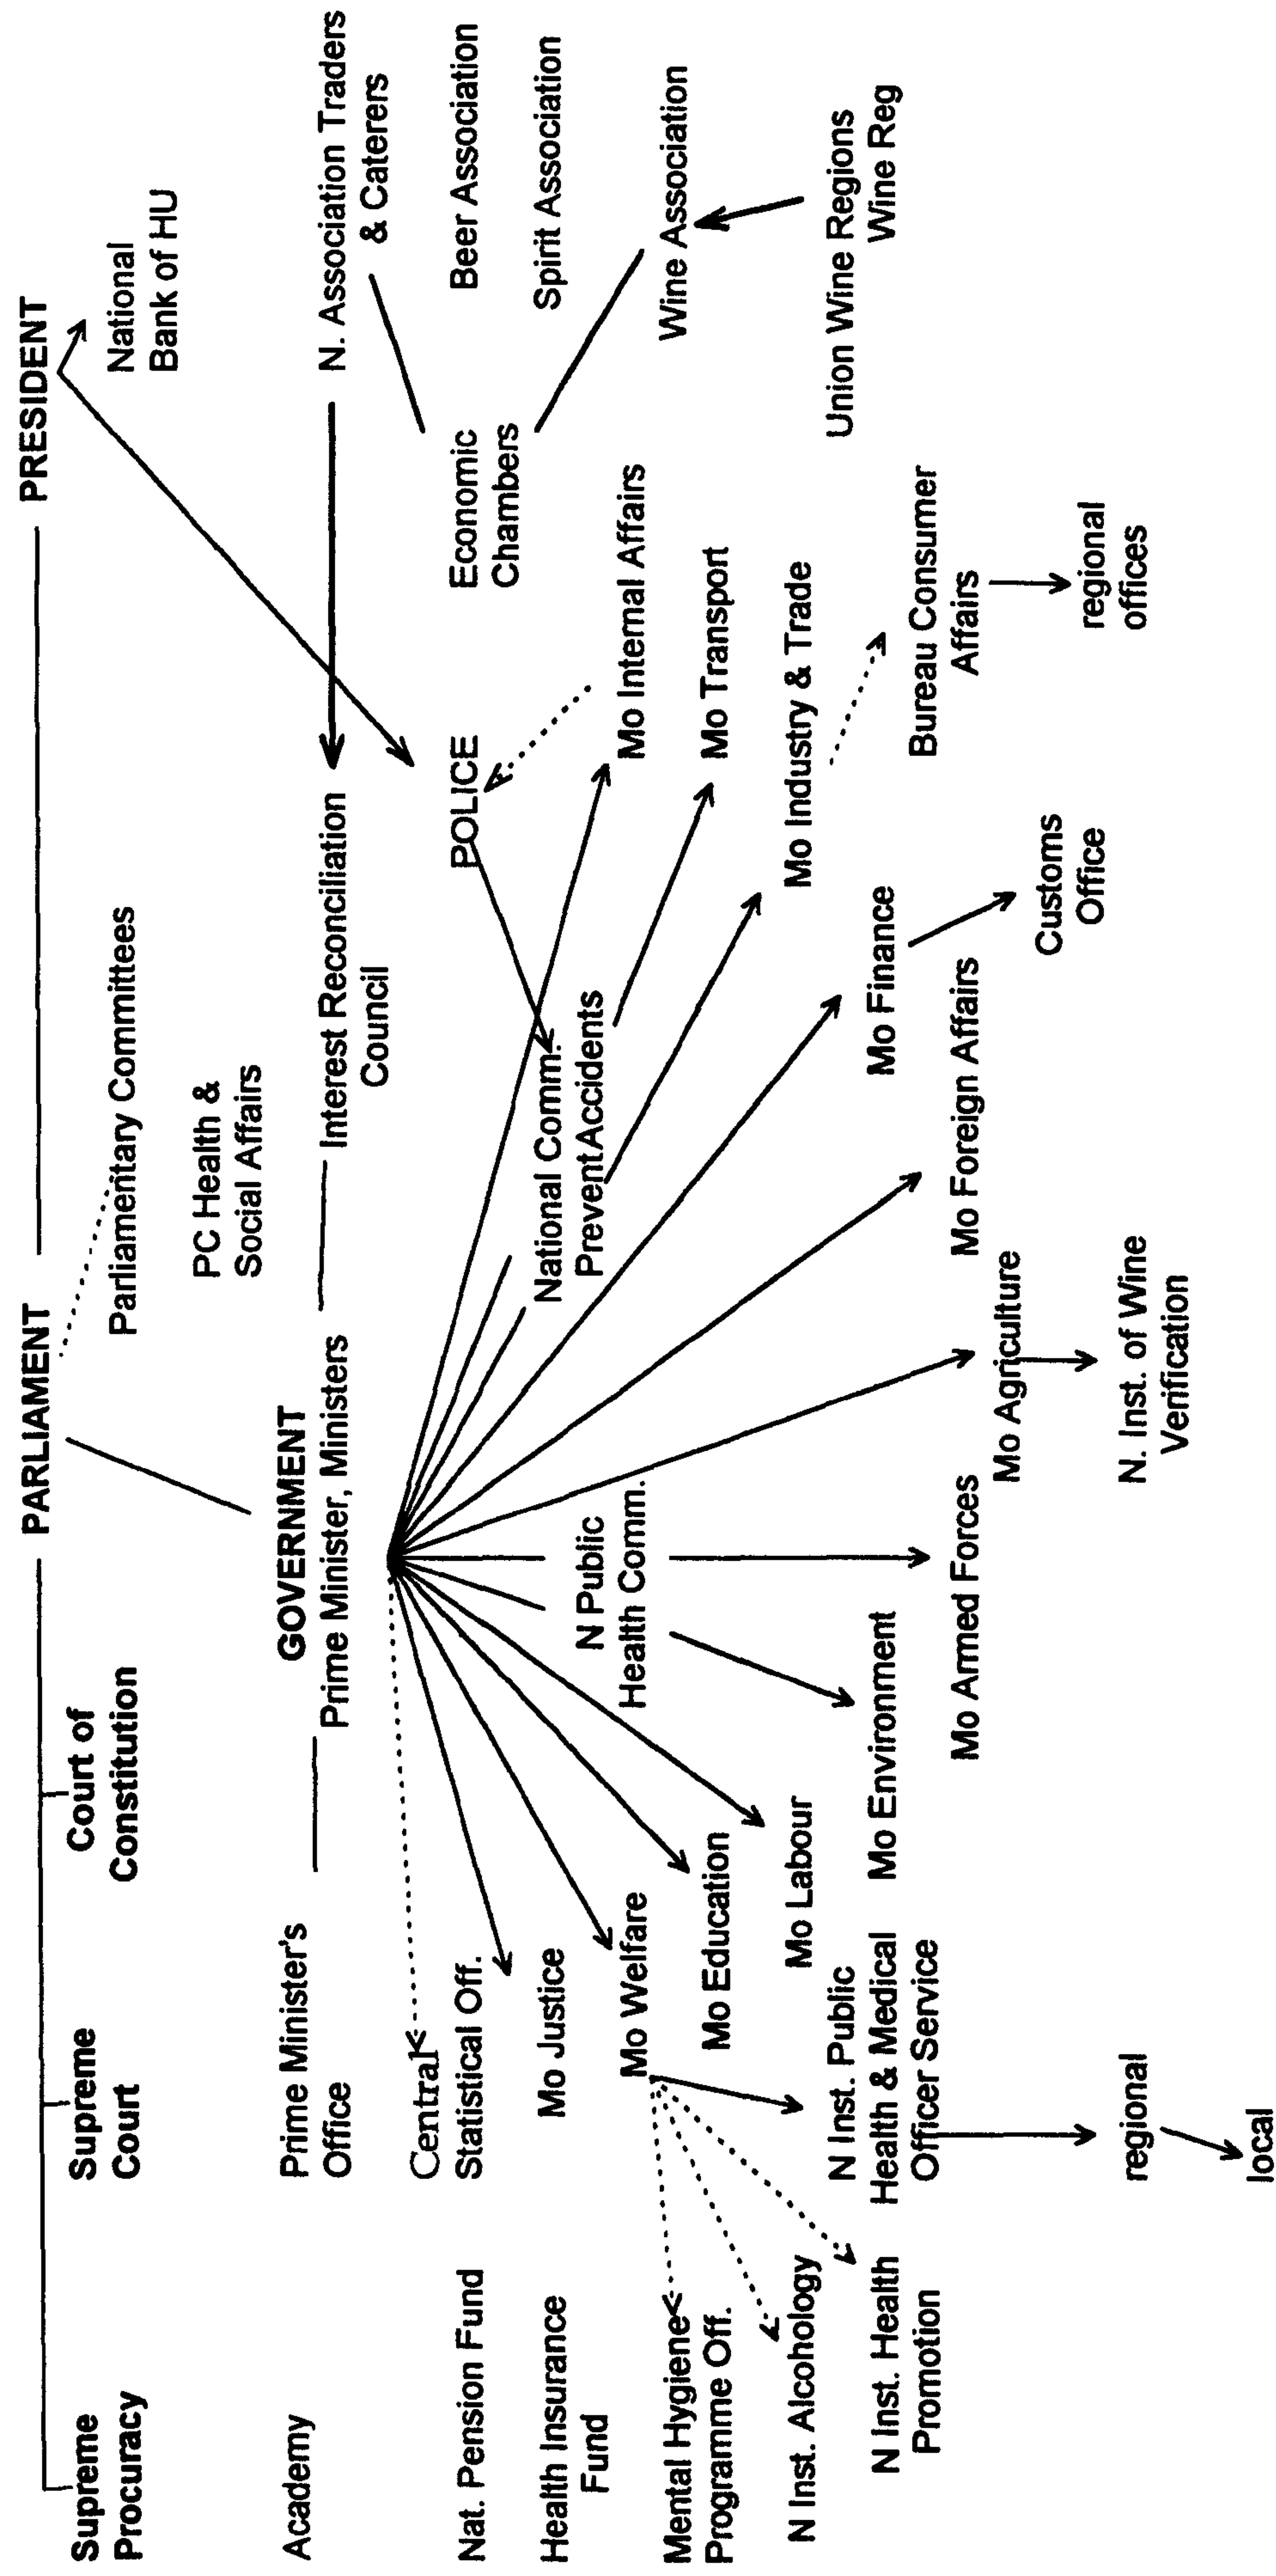 PARLIAMENT
PRESIDENT
Supreme
Procuracy
Supreme
Court
Court of
Constitution
Parliamentary Committees
National
Bank of HU
PC Health &
Social Affairs
Academy
Prime Minister's
Office
GOVERNMENT
Prime Minister, Ministers
Interest Reconciliation
Council
N. Association Traders
& Caterers
Nat. Pension Fund
Central
Statistical Off.
POLICE
Economic
Chambers
Beer Association
Health Insurance
Fund
Mo Justice
National Comm.
PreventAccidents
Spirit Association
Mental Hygiene
Programme Off.
Mo Welfare
N Public
Health Comm.
Mo Internal Affairs
Wine Association
Mo Education
Mo Transport
N Inst. Alchology
Mo Labour
Mo Industry & Trade
Union Wine Regions
Wine Reg
N Inst. Health
Promotion
N Inst. Public
Health & Medical
Officer Service
Mo Environment
Mo Finance
Bureau Consumer
Affairs
Mo Armed Forces
Mo Foreign Affairs
Mo Agriculture
Customs
Office
regional
offices
regional
N. Inst. of Wine
Verification
local